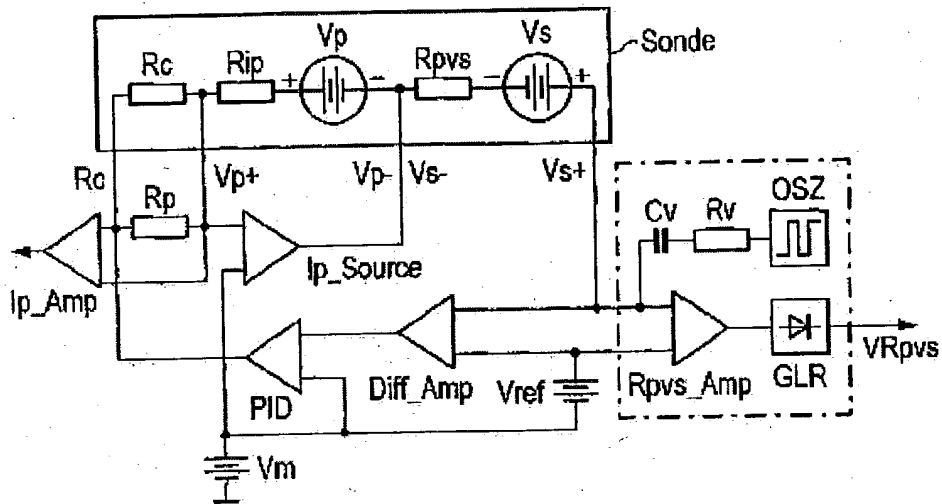 Vp
Vs
Sonde
Rc
Rip
+
-
Rpvs
-
+
Rc
Vp+
Vp-
Vs-
Vs+
OSZ
Rp
Cv
Rv
Ip_Source
Ip_Amp
PID
Diff_Amp
Vref
Rpvs_Amp
GLR
VRpvs
Vm